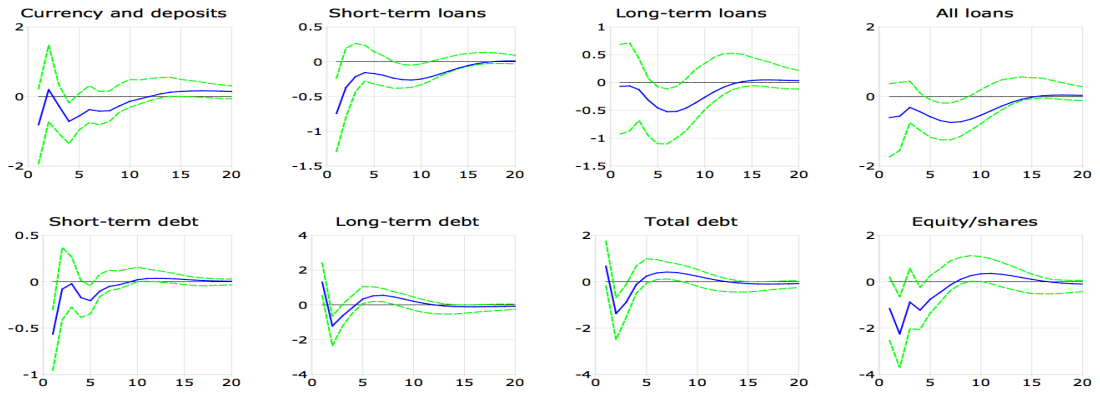 Currency and deposits
2
0
-2
0 5 10 15 20
Short-term loans
0.5
0
-0.5
-1
-1.5
0 5 10 15 20
Long-term loans
1
0.5
0
-0.5
-1
-1.5
0 5 10 15 20
All loans
2
0
-2
0 5 10 15 20
Short-term debt
0.5
0
-0.5
-1
0 5 10 15 20
Long-term debt
4
2
0
-2
-4
0 5 10 15 20
Total debt
2
0
-2
-4
0 5 10 15 20
Equity/shares
2
0
-2
-4
0 5 10 15 20